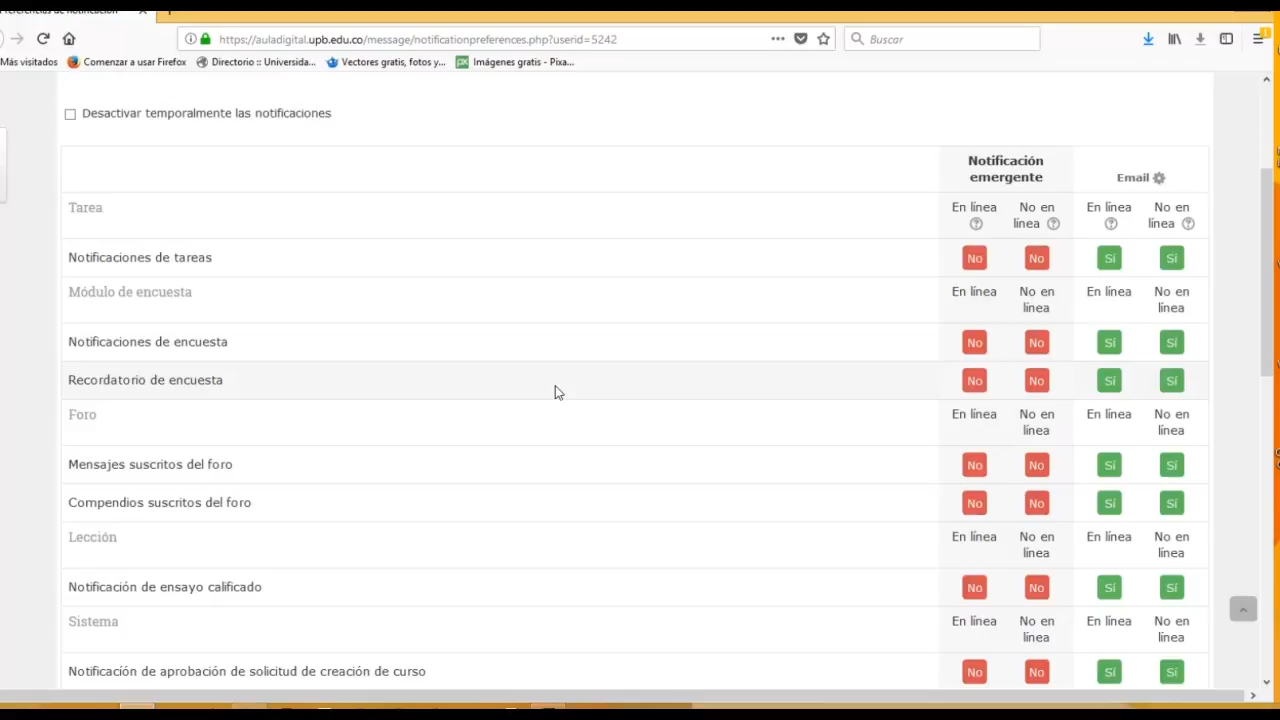 Preferencias de notificación
https://auladigital.upb.edu.co/message/notificationpreferences.php?userid=5242
Buscar
Más visitados Comenzar a usar Firefox Directorio :: Universida... Vectores gratis, fotos y... px Imágenes gratis - Pixa...
Desactivar temporalmente las notificaciones
Notificación
emergente
Email
Tarea En línea No en línea En línea No en línea
Notificaciones de tareas No No Sí Sí
Módulo de encuesta En línea No en línea En línea No en línea
Notificaciones de encuesta No No Sí Sí
Recordatorio de encuesta No No Sí Sí
Foro En línea No en línea En línea No en línea
Mensajes suscritos del foro No No Sí Sí
Compendios suscritos del foro No No Sí Sí
Lección En línea No en línea En línea No en línea
Notificación de ensayo calificado No No Sí Sí
Sistema En línea No en línea En línea No en línea
Notificacíón de aprobación de solicitud de creación de curso No No Sí Sí